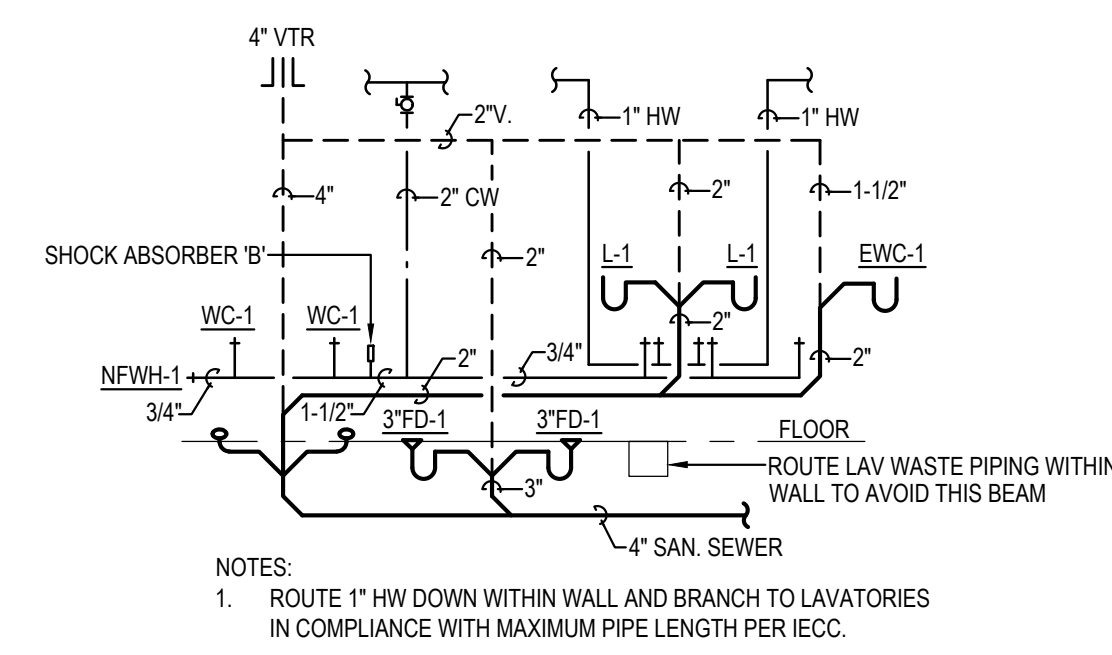 4" VTR
2"V.
1" HW
1" HW
4"
2" CW
2"
1-1/2"
SHOCK ABSORBER 'B'
2"
L-1
L-1
EWC-1
WC-1
WC-1
2"
2"
3/4"
2"
NFWH-1
3/4"
1-1/2"
3"FD-1
3"FD-1
FLOOR
ROUTE LAV WASTE PIPING WITHIN
WALL TO AVOID THIS BEAM
3"
4" SAN. SEWER
NOTES:
1. ROUTE 1" HW DOWN WITHIN WALL AND BRANCH TO LAVATORIES
IN COMPLIANCE WITH MAXIMUM PIPE LENGTH PER IECC.